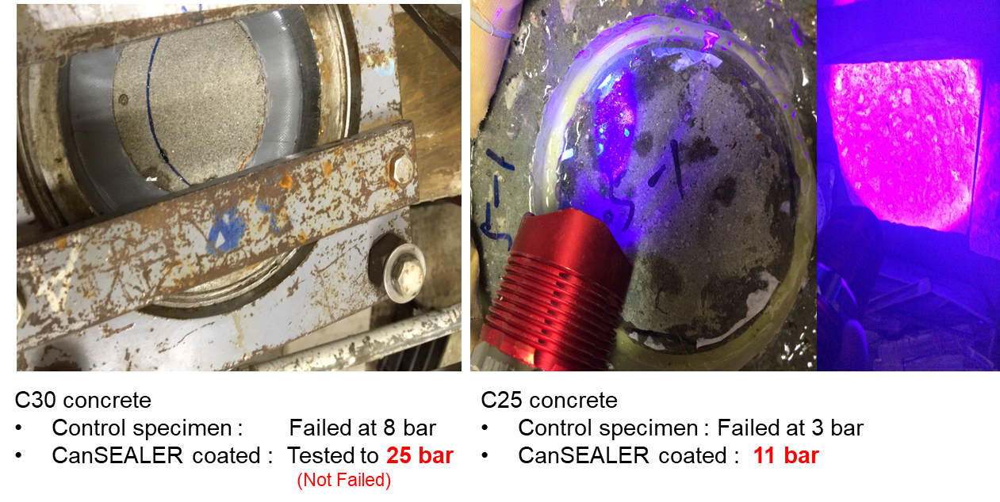 C30 concrete
• Control specimen : Failed at 8 bar
• CanSEALER coated : Tested to 25 bar
(Not Failed)
C25 concrete
• Control specimen : Failed at 3 bar
• CanSEALER coated : 11 bar